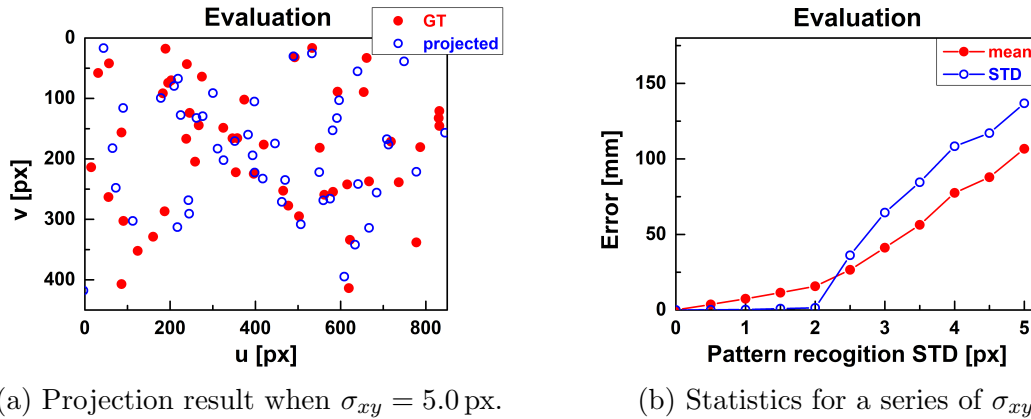 Evaluation
GT
projected
0
100
200
300
400
v [px]
0
200
400
600
800
u [px]
(a) Projection result when σxy = 5.0 px.
Evaluation
mean
STD
150
100
50
0
Error [mm]
0
1
2
3
4
5
Pattern recogition STD [px]
(b) Statistics for a series of σxy